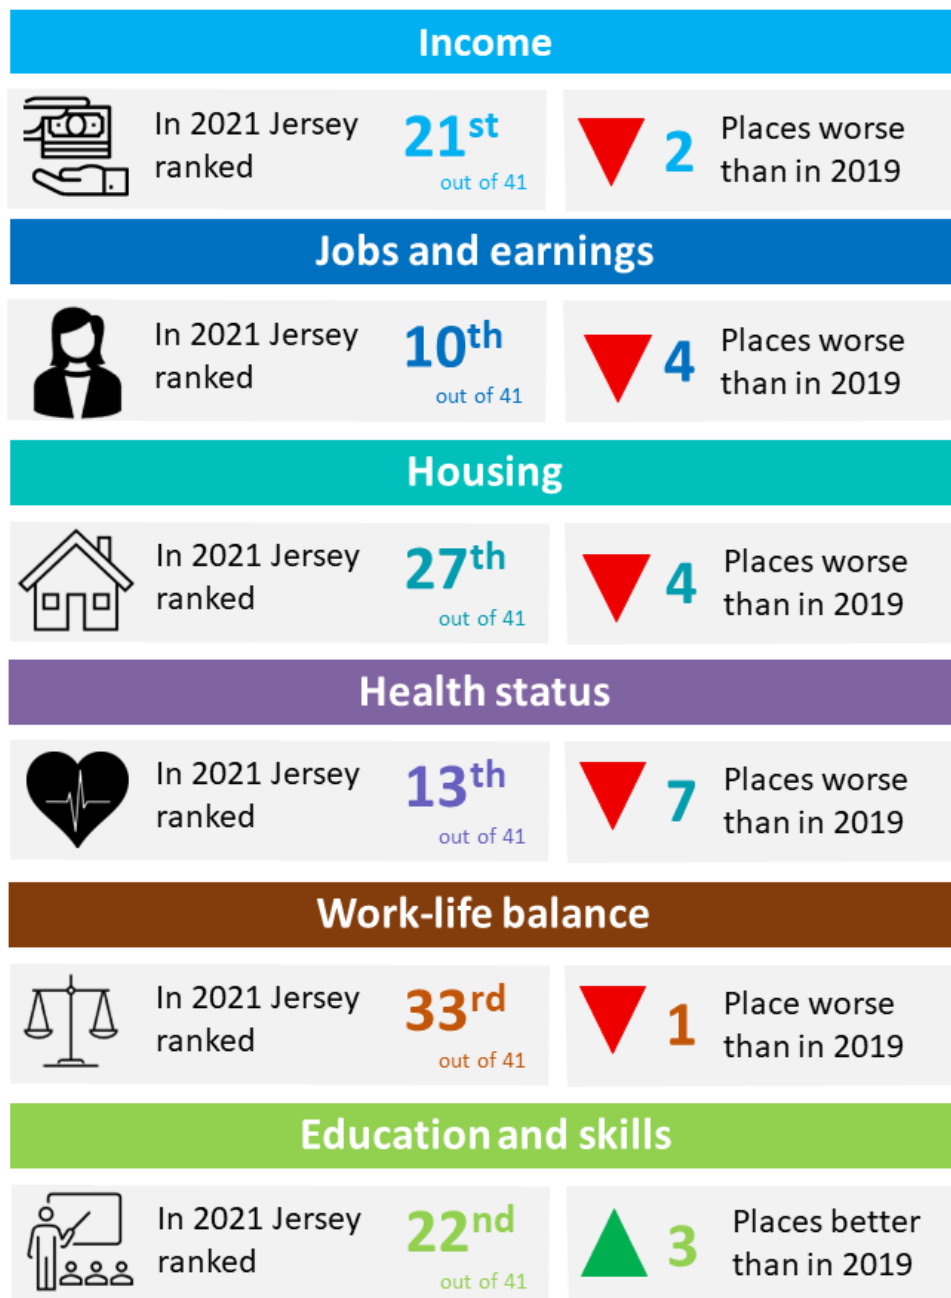 Income
In 2021 Jersey
ranked
21st
out of 41
2
Places worse
than in 2019
Jobs and earnings
In 2021 Jersey
ranked
10th
out of 41
4
Places worse
than in 2019
Housing
In 2021 Jersey
ranked
27th
out of 41
4
Places worse
than in 2019
Health status
In 2021 Jersey
ranked
13th
out of 41
7
Places worse
than in 2019
Work-life balance
In 2021 Jersey
ranked
33rd
out of 41
1
Place worse
than in 2019
Education and skills
In 2021 Jersey
ranked
22nd
out of 41
3
Places better
than in 2019